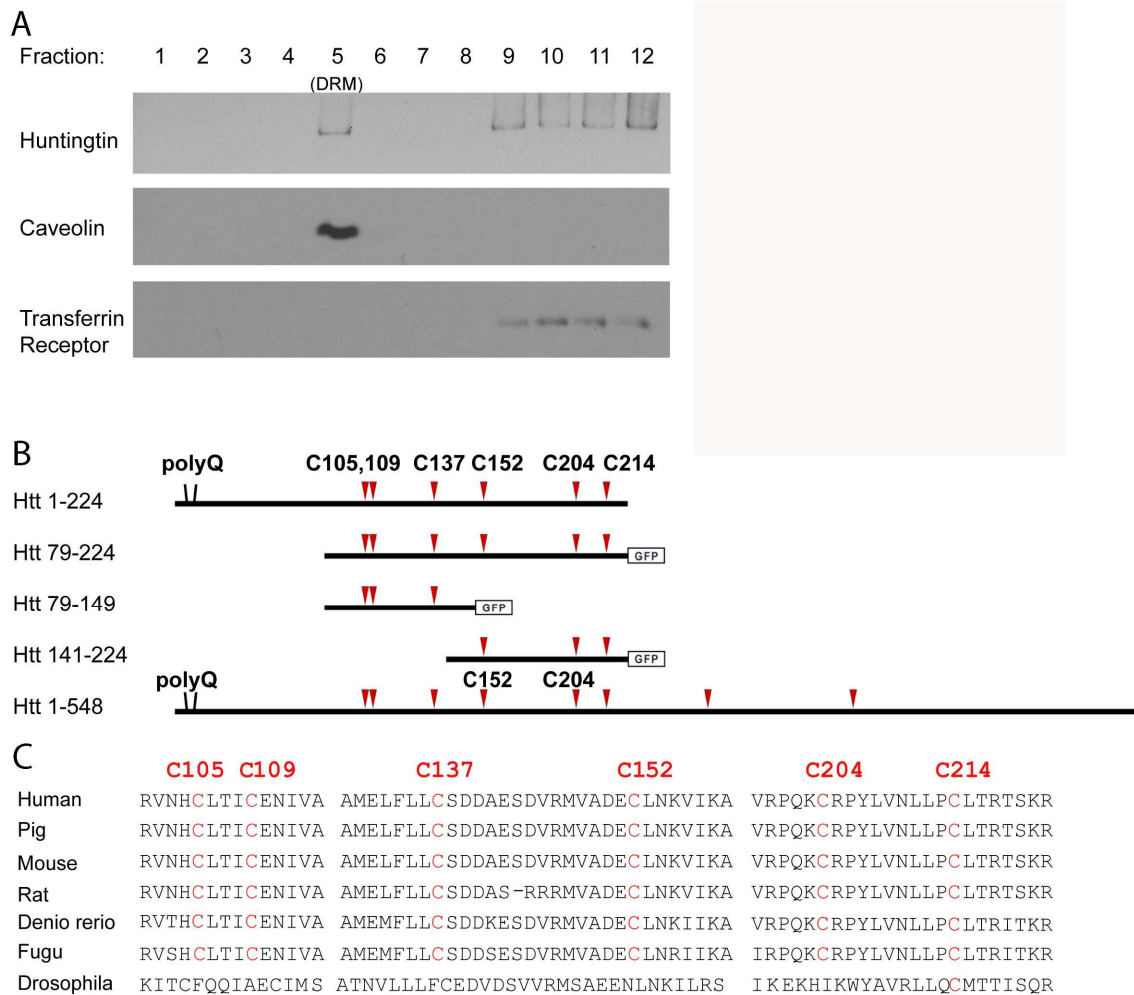 A
Fraction: 1 2 3 4 5 6 7 8 9 10 11 12
(DRM)
Huntingtin
Caveolin
Transferrin
Receptor
B
polyQ C105,109 C137 C152 C204 C214
Htt 1-224
Htt 79-224 GFP
Htt 79-149 GFP
Htt 141-224 GFP
polyQ C152 C204
Htt 1-548
C
C105 C109 C137 C152 C204 C214
Human RVNHCLTICENIVA AMELFLLCSDDAESDVRMVADECLNKVIKA VRPQKCRPYLVNLLPCLTRTSKR
Pig RVNHCLTICENIVA AMELFLLCSDDAESDVRMVADECLNKVIKA VRPQKCRPYLVNLLPCLTRTSKR
Mouse RVNHCLTICENIVA AMELFLLCSDDAESDVRMVADECLNKVIKA VRPQKCRPYLVNLLPCLTRTSKR
Rat RVNHCLTICENIVA AMELFLLCSDDAS-RRRMVADECLNKVIKA VRPQKCRPYLVNLLPCLTRTSKR
Denio rerio RVTHCLTICENIVA AMEMFLLCSDDKESDVRMVADECLNKIIKA VRPQKCRPYLVNLLPCLTRITKR
Fugu RVSHCLTICENIVA AMEMFLLCSDDSESDVRMVADECLNRIIKA IRPQKCRPYLVNLLPCLTRITKR
Drosophila KITCFQQIAECIMS ATNVLLLFCEDVDSVVRMSAEENLNKILRS IKEKHIKWYAVRLLQCMTTISQR